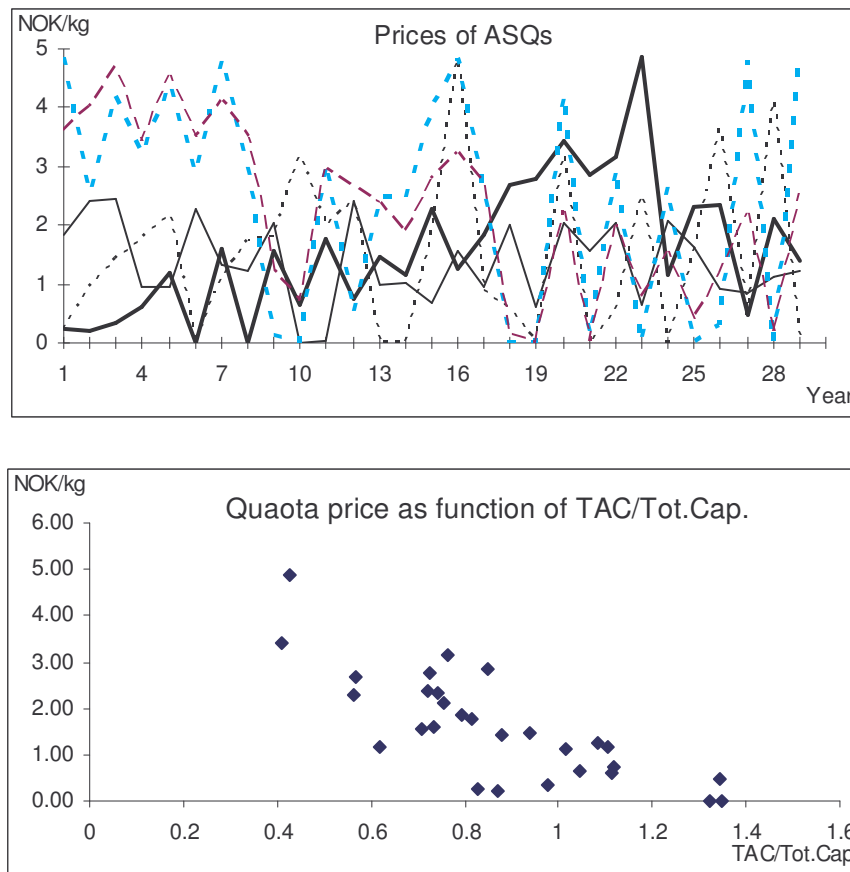 NOK/kg
Prices of ASQs
5
4
3
2
1
0
1 4 7 10 13 16 19 22 25 28
Year
NOK/kg
Quaota price as function of TAC/Tot.Cap.
6.00
5.00
4.00
3.00
2.00
1.00
0.00
0 0.2 0.4 0.6 0.8 1 1.2 1.4 1.6
TAC/Tot.Cap